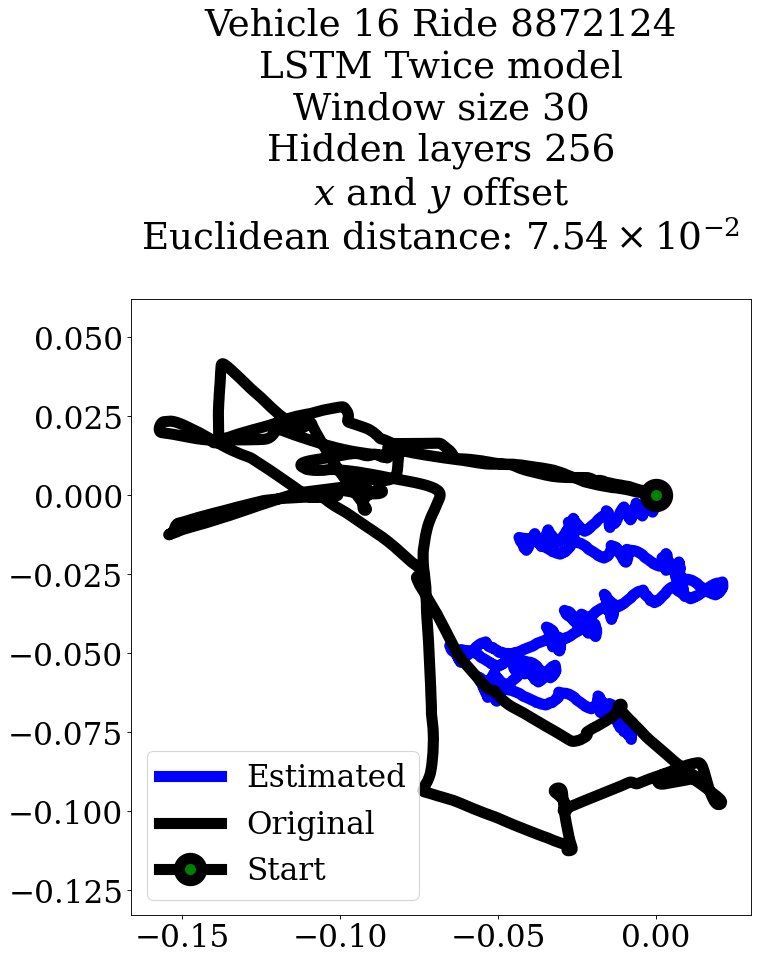 Vehicle 16 Ride 8872124
LSTM Twice model
Window size 30
Hidden layers 256
x and y offset
Euclidean distance: 7.54 × 10⁻²
0.050
0.025
0.000
−0.025
−0.050
−0.075
−0.100
−0.125
Estimated
Original
Start
−0.15 −0.10 −0.05 0.00